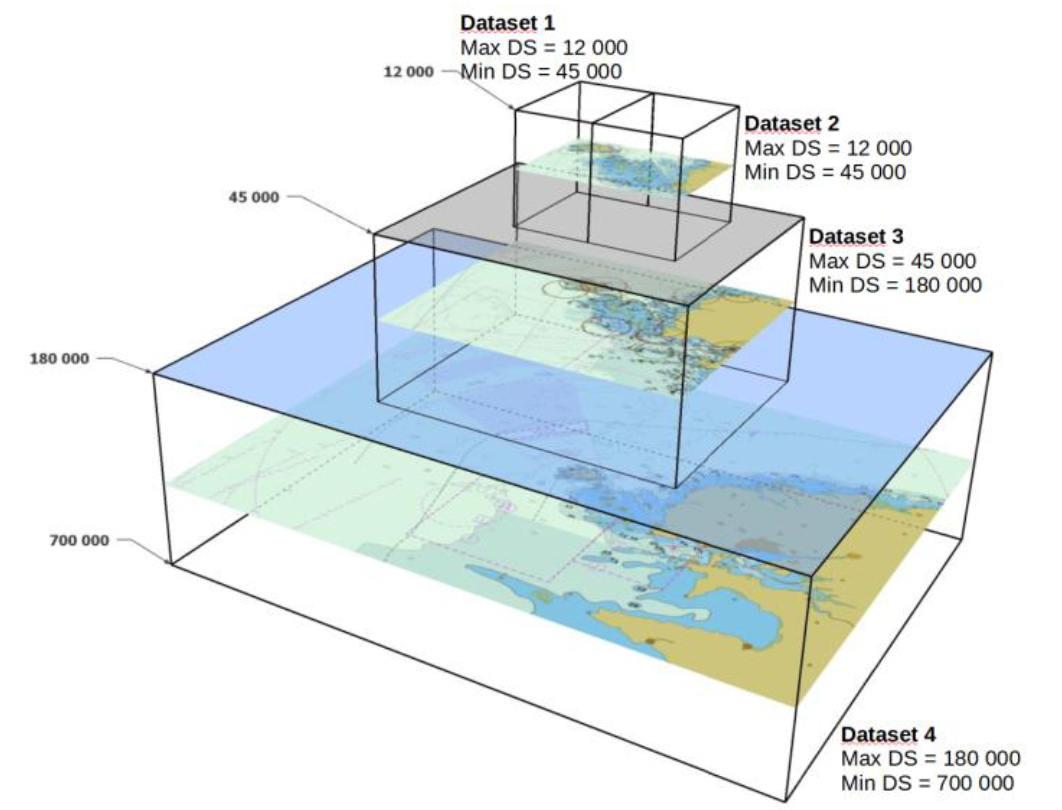 Dataset 1
Max DS = 12 000
Min DS = 45 000
12 000
Dataset 2
Max DS = 12 000
Min DS = 45 000
45 000
Dataset 3
Max DS = 45 000
Min DS = 180 000
180 000
700 000
Dataset 4
Max DS = 180 000
Min DS = 700 000